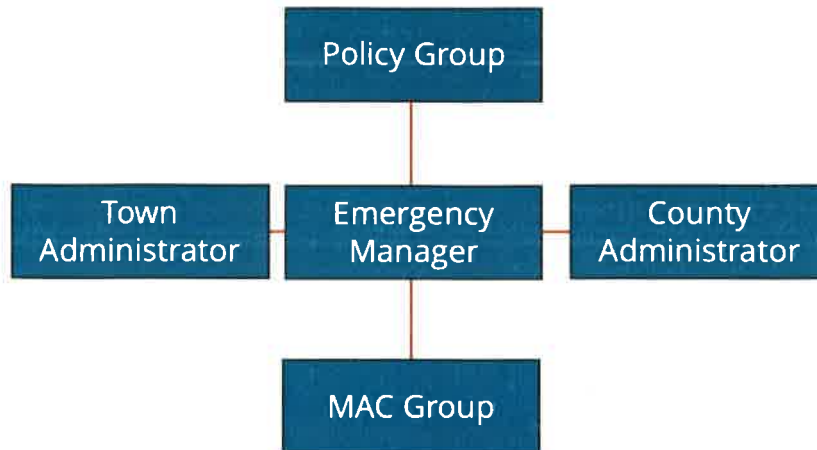 Policy Group
Town
Administrator
Emergency
Manager
County
Administrator
MAC Group